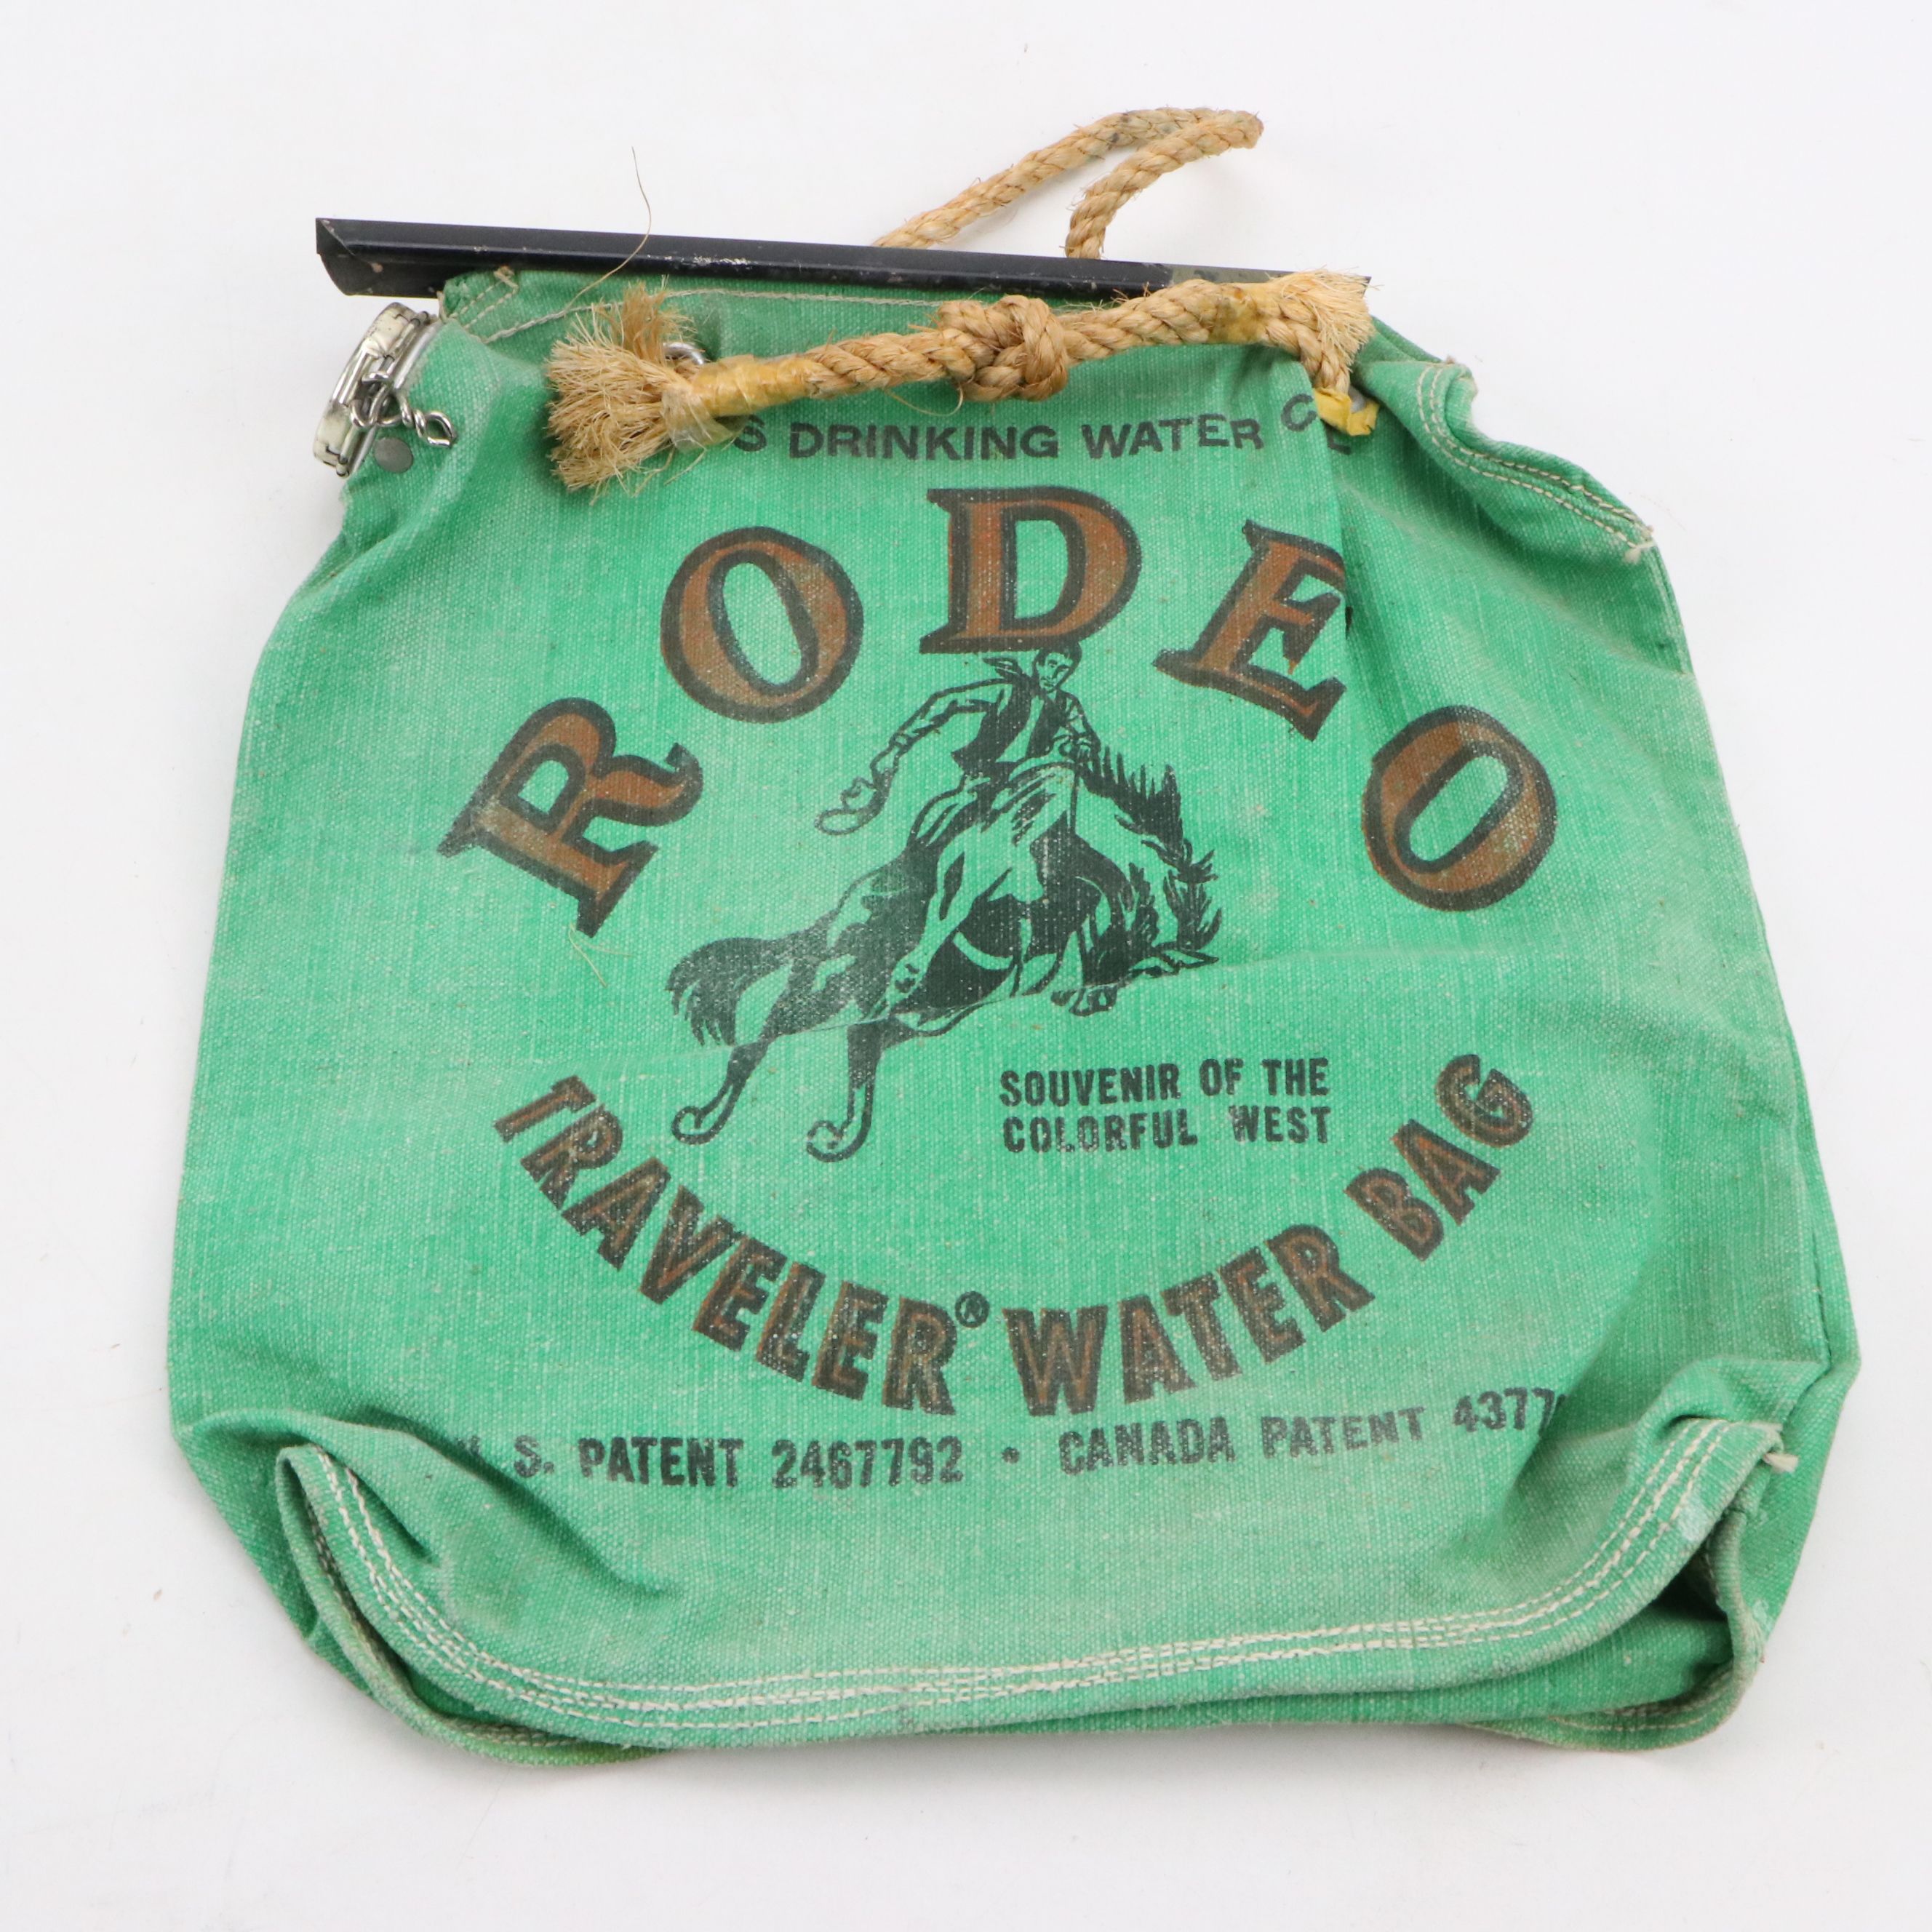 DRINKING WATER
RODEO
SOUVENIR OF THE
COLORFUL WEST
TRAVELER® WATER BAG
U. S. PATENT 2467792 • CANADA PATENT